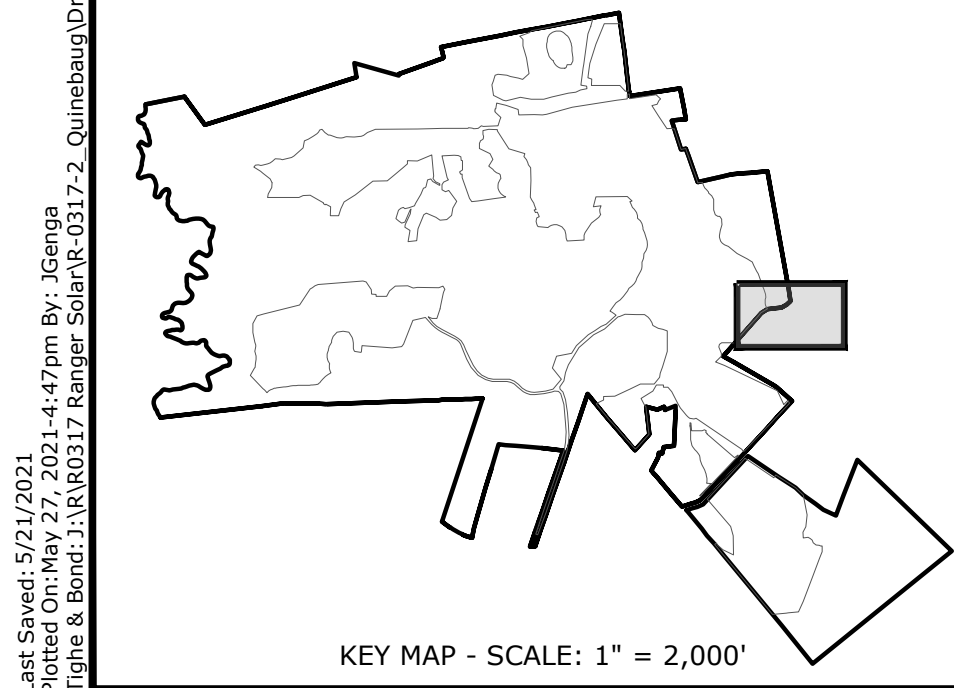 Last Saved: 5/21/2021
Plotted On:May 27, 2021-4:47pm By: JGenga
Tighe & Bond: J:\R\R0317 Ranger Solar\R-0317-2_Quinebaug\Dr
KEY MAP - SCALE: 1" = 2,000'